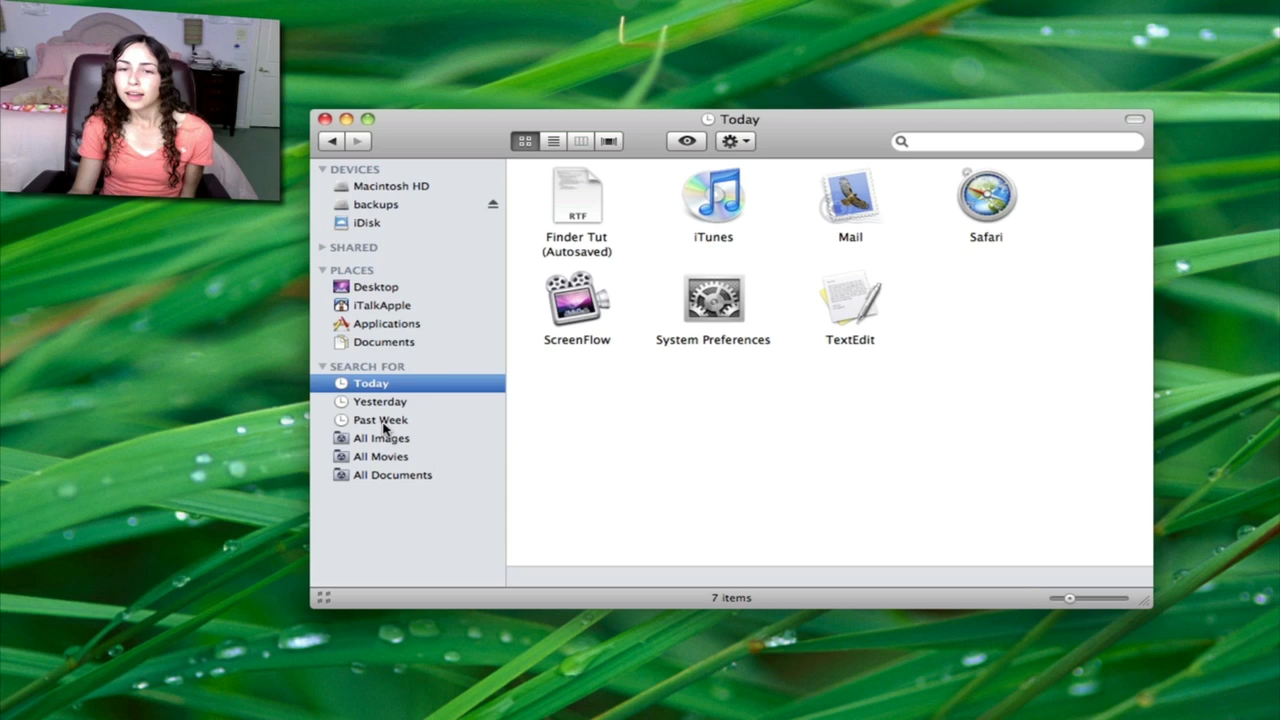 Today
DEVICES
Macintosh HD
backups
iDisk
SHARED
PLACES
Desktop
iTalkApple
Applications
Documents
SEARCH FOR
Today
Yesterday
Past Week
All Images
All Movies
All Documents
RTF
Finder Tut
(Autosaved)
iTunes
Mail
Safari
ScreenFlow
System Preferences
TextEdit
7 items